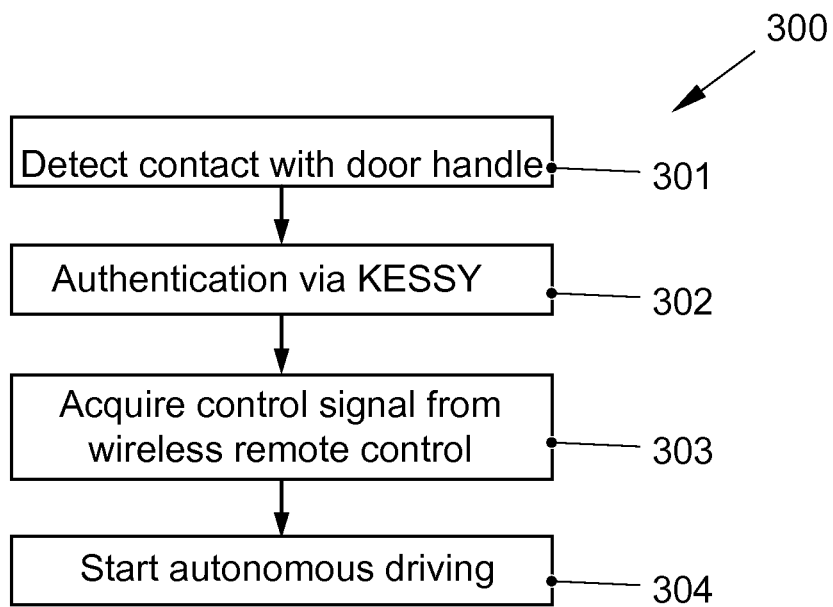 300
Detect contact with door handle
301
Authentication via KESSY
302
Acquire control signal from
wireless remote control
303
Start autonomous driving
304